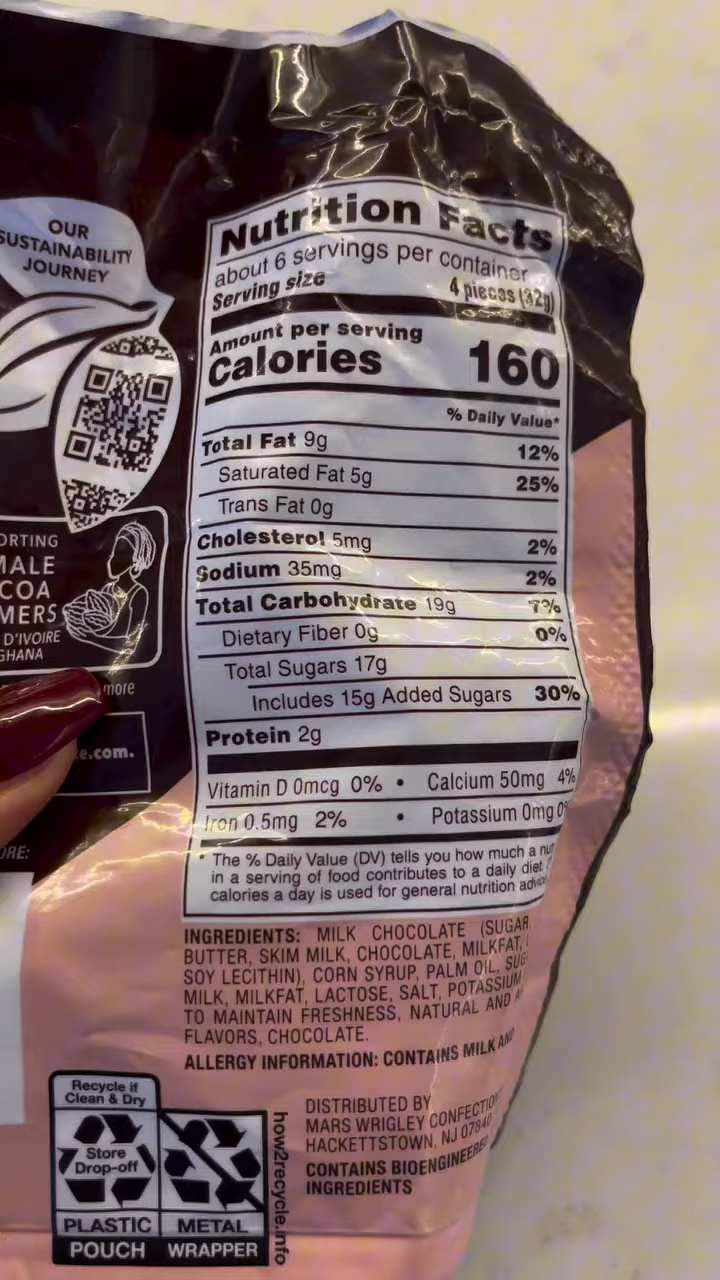 OUR
SUSTAINABILITY
JOURNEY
MALE
GHANA
D'IVOIRE
more
Nutrition Facts
about 6 servings per container
Serving size 4 pieces (32g)
Amount per serving
Calories 160
% Daily Value*
Total Fat 9g 12%
Saturated Fat 5g 25%
Trans Fat 0g
Cholesterol 5mg 2%
Sodium 35mg 2%
Total Carbohydrate 19g 7%
Dietary Fiber 0g 0%
Total Sugars 17g
Includes 15g Added Sugars 30%
Protein 2g
Vitamin D 0mcg 0% • Calcium 50mg 4%
Iron 0.5mg 2% • Potassium 0mg 0%
* The % Daily Value (DV) tells you how much a
in a serving of food contributes to a daily diet.
calories a day is used for general nutrition
INGREDIENTS: MILK CHOCOLATE (SUGAR,
BUTTER, SKIM MILK, CHOCOLATE, MILKFAT,
SOY LECITHIN), CORN SYRUP, PALM OIL,
MILK, MILKFAT, LACTOSE, SALT, POTASSIUM
TO MAINTAIN FRESHNESS, NATURAL AND
FLAVORS, CHOCOLATE.
ALLERGY INFORMATION: CONTAINS MILK AND
DISTRIBUTED BY
MARS WRIGLEY
HACKETTSTOWN, NJ 07840
CONTAINS BIOENGINEERED
INGREDIENTS
Recycle if
Clean & Dry
Store
Drop-off
PLASTIC METAL
POUCH WRAPPER
how2recycle.info